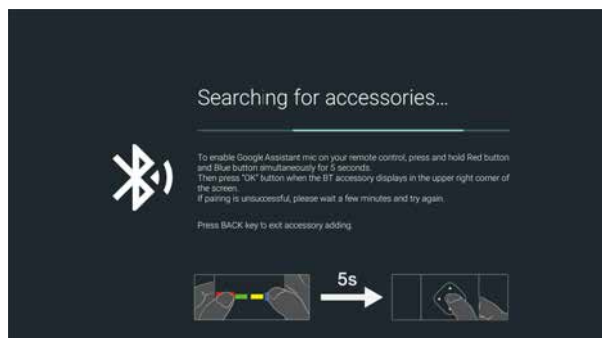 Searching for accessories...
To enable Google Assistant mic on your remote control, press and hold Red button
and Blue button simultaneously for 5 seconds.
Then press "OK" button when the BT accessory displays in the upper right corner of
the screen.
If pairing is unsuccessful, please wait a few minutes and try again.
Press BACK key to exit accessory adding.
5s